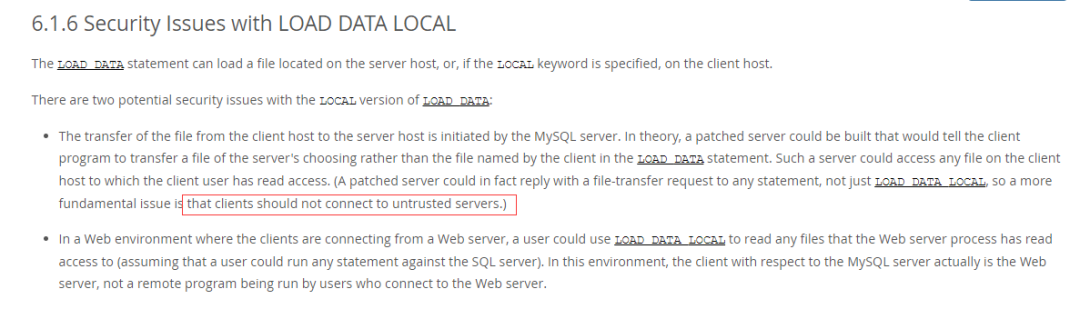 6.1.6 Security Issues with LOAD DATA LOCAL
The LOAD DATA statement can load a file located on the server host, or, if the LOCAL keyword is specified, on the client host.
There are two potential security issues with the LOCAL version of LOAD DATA:
• The transfer of the file from the client host to the server host is initiated by the MySQL server. In theory, a patched server could be built that would tell the client
program to transfer a file of the server's choosing rather than the file named by the client in the LOAD DATA statement. Such a server could access any file on the client
host to which the client user has read access. (A patched server could in fact reply with a file-transfer request to any statement, not just LOAD DATA LOCAL, so a more
fundamental issue is that clients should not connect to untrusted servers.)
• In a Web environment where the clients are connecting from a Web server, a user could use LOAD DATA LOCAL to read any files that the Web server process has read
access to (assuming that a user could run any statement against the SQL server). In this environment, the client with respect to the MySQL server actually is the Web
server, not a remote program being run by users who connect to the Web server.